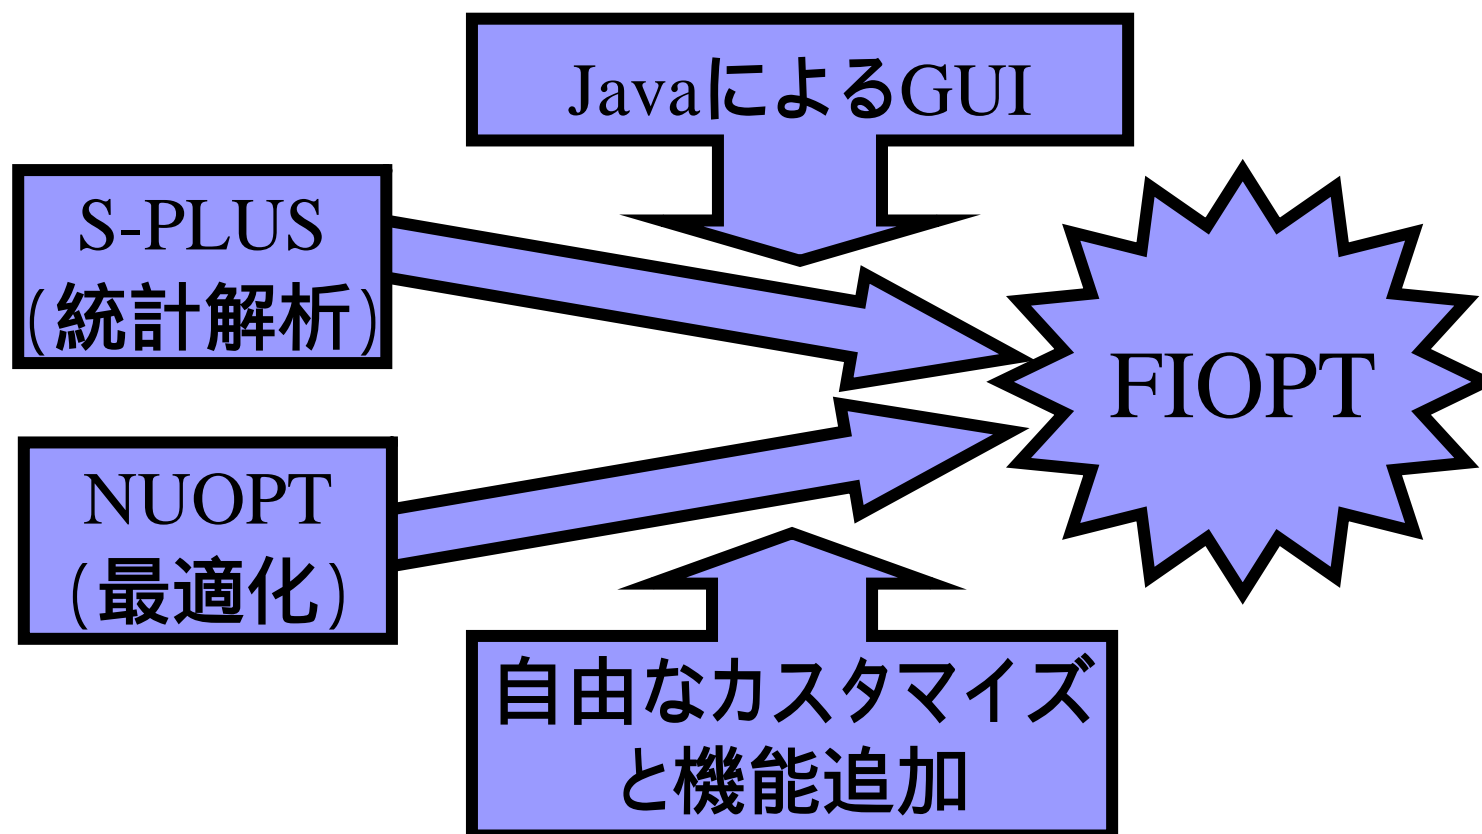 JavaによるGUI
S-PLUS
(統計解析)
FIOPT
NUOPT
(最適化)
自由なカスタマイズ
と機能追加